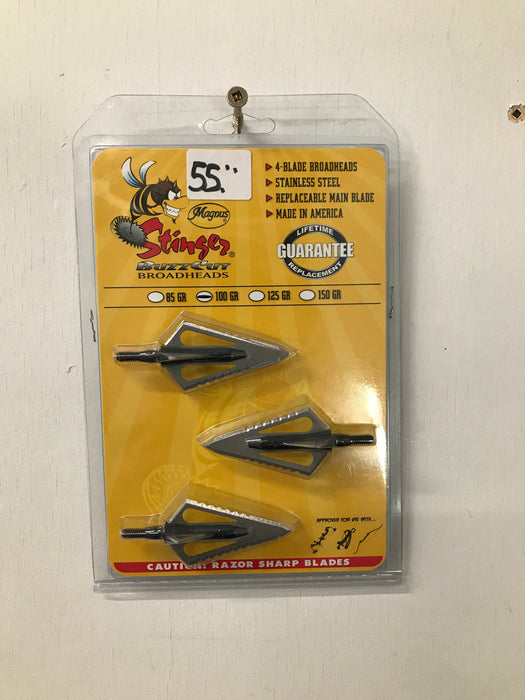 55.''
4-BLADE BROADHEADS
STAINLESS STEEL
REPLACEABLE MAIN BLADE
MADE IN AMERICA
Magnus
Stinger®
BUZZCUT
BROADHEADS
LIFETIME
GUARANTEE
REPLACEMENT
85 GR 100 GR 125 GR 150 GR
APPROVED FOR USE WITH...
CAUTION! RAZOR SHARP BLADES